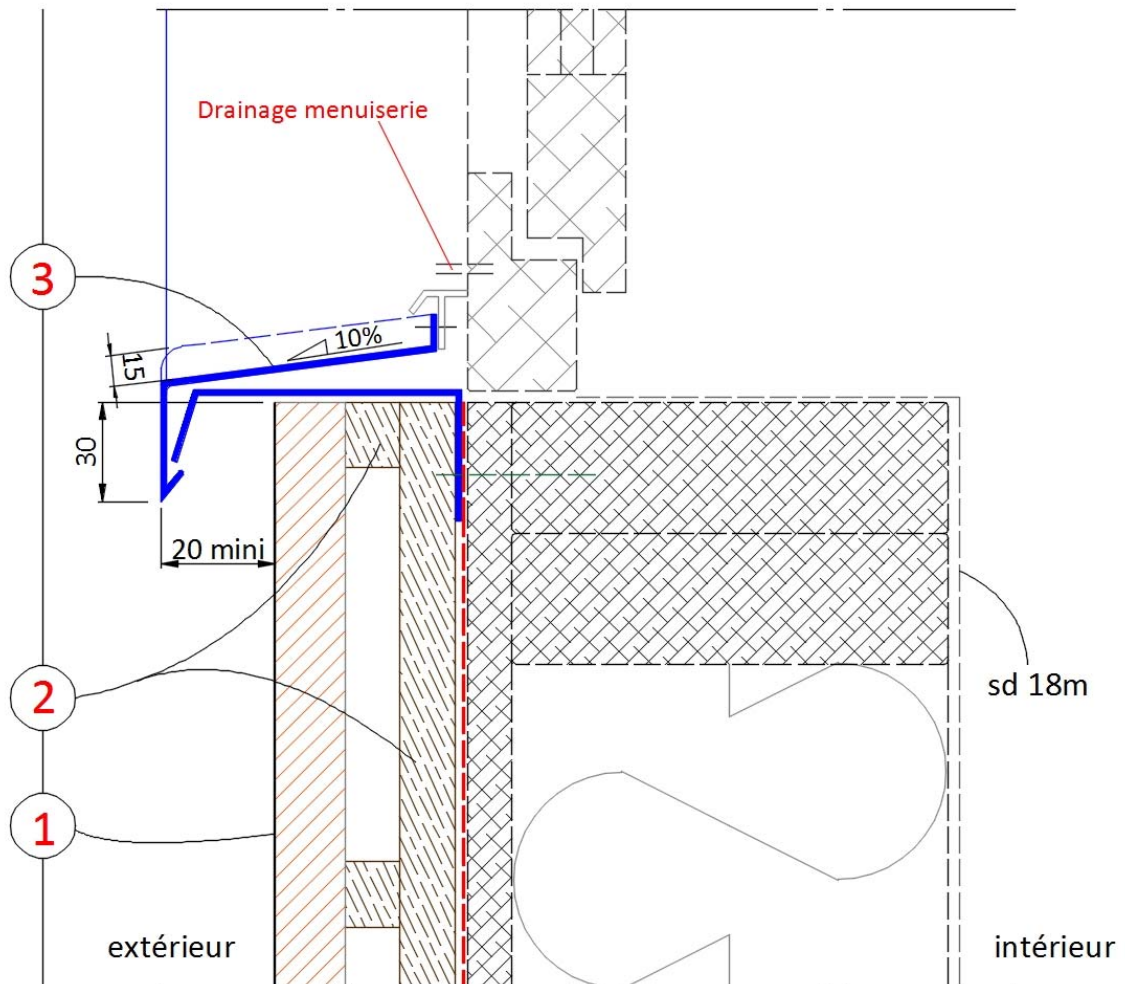 Drainage menuiserie
3
10%
15
30
20 mini
2
sd 18m
1
extérieur
intérieur